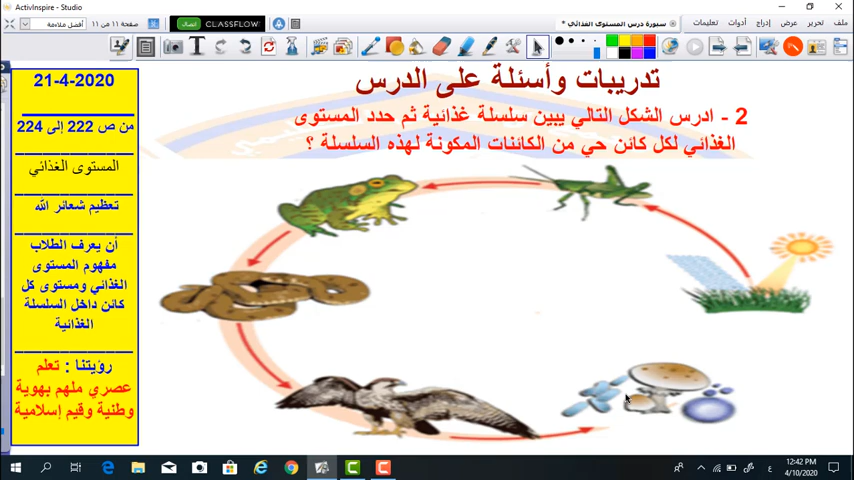 ActivInspire - Studio
ملف
تحرير
عرض
إدراج
أدوات
تعليمات
سبورة درس المستوى الغذائي *
CLASSFLOW
اتصال
صفحة ١١ من ١١
أفضل ملاءمة
تدريبات وأسئلة على الدرس
2 - ادرس الشكل التالي يبين سلسلة غذائية ثم حدد المستوى
الغذائي لكل كائن حي من الكائنات المكونة لهذه السلسلة ؟
21-4-2020
من ص 222 إلى 224
المستوى الغذائي
تعظيم شعائر الله
أن يعرف الطلاب
مفهوم المستوى
الغذائي ومستوى كل
كائن داخل السلسلة
الغذائية
رؤيتنا : تعلم
عصري ملهم بهوية
وطنية وقيم إسلامية
12:42 PM
4/10/2020